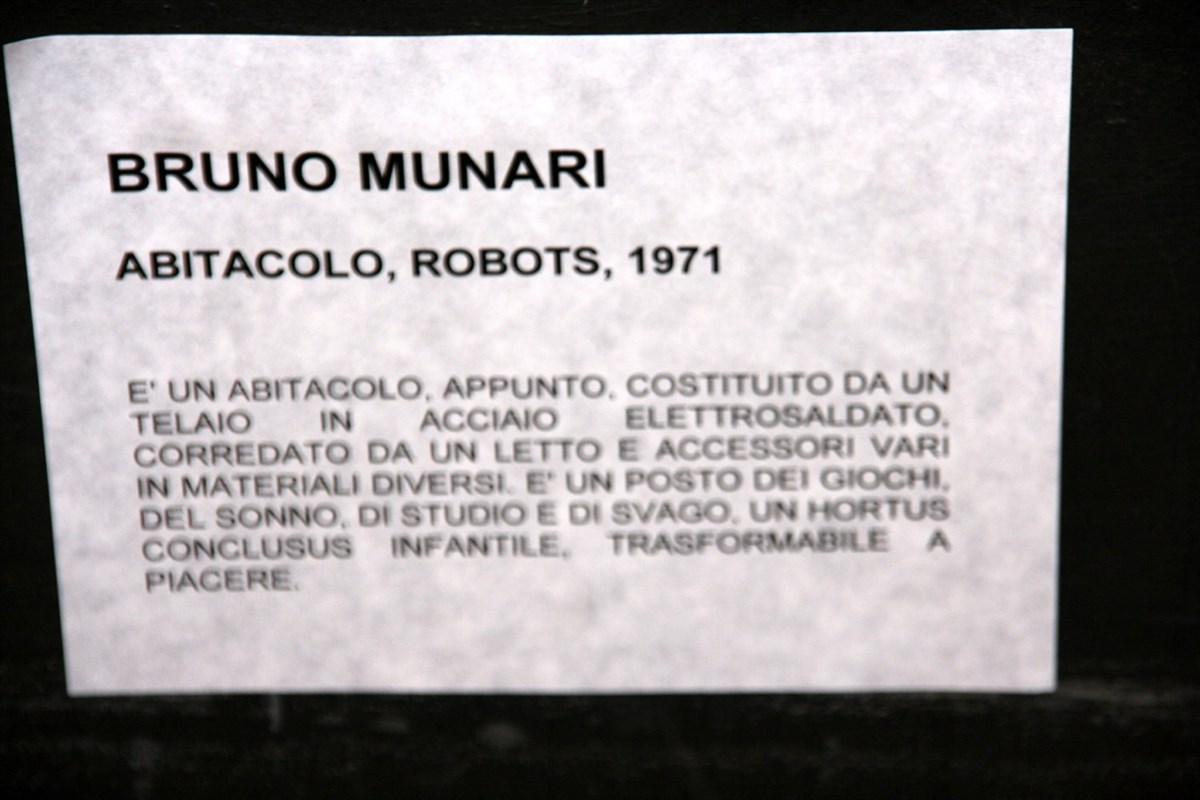 BRUNO MUNARI
ABITACOLO, ROBOTS, 1971
E' UN ABITACOLO, APPUNTO, COSTITUITO DA UN
TELAIO IN ACCIAIO ELETTROSALDATO,
CORREDATO DA UN LETTO E ACCESSORI VARI
IN MATERIALI DIVERSI. E' UN POSTO DEI GIOCHI,
DEL SONNO, DI STUDIO E DI SVAGO, UN HORTUS
CONCLUSUS INFANTILE, TRASFORMABILE A
PIACERE.